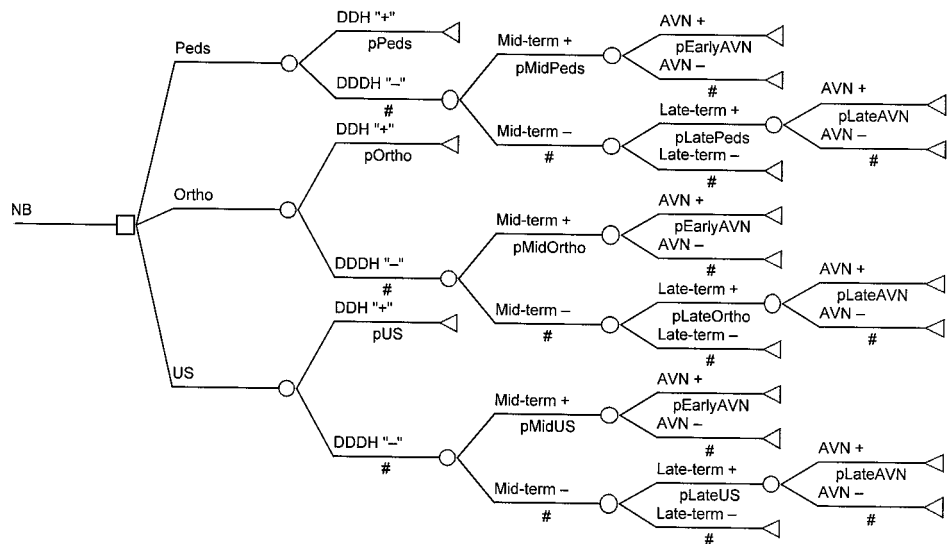 DDH "+"
pPeds
Peds
DDDH "–"
#
Mid-term +
pMidPeds
AVN +
pEarlyAVN
AVN –
#
Mid-term –
#
Late-term +
pLatePeds
Late-term –
#
AVN +
pLateAVN
AVN –
#
NB
Ortho
DDH "+"
pOrtho
DDDH "–"
#
Mid-term +
pMidOrtho
AVN +
pEarlyAVN
AVN –
#
Mid-term –
#
Late-term +
pLateOrtho
Late-term –
#
AVN +
pLateAVN
AVN –
#
US
DDH "+"
pUS
DDDH "–"
#
Mid-term +
pMidUS
AVN +
pEarlyAVN
AVN –
#
Mid-term –
#
Late-term +
pLateUS
Late-term –
#
AVN +
pLateAVN
AVN –
#